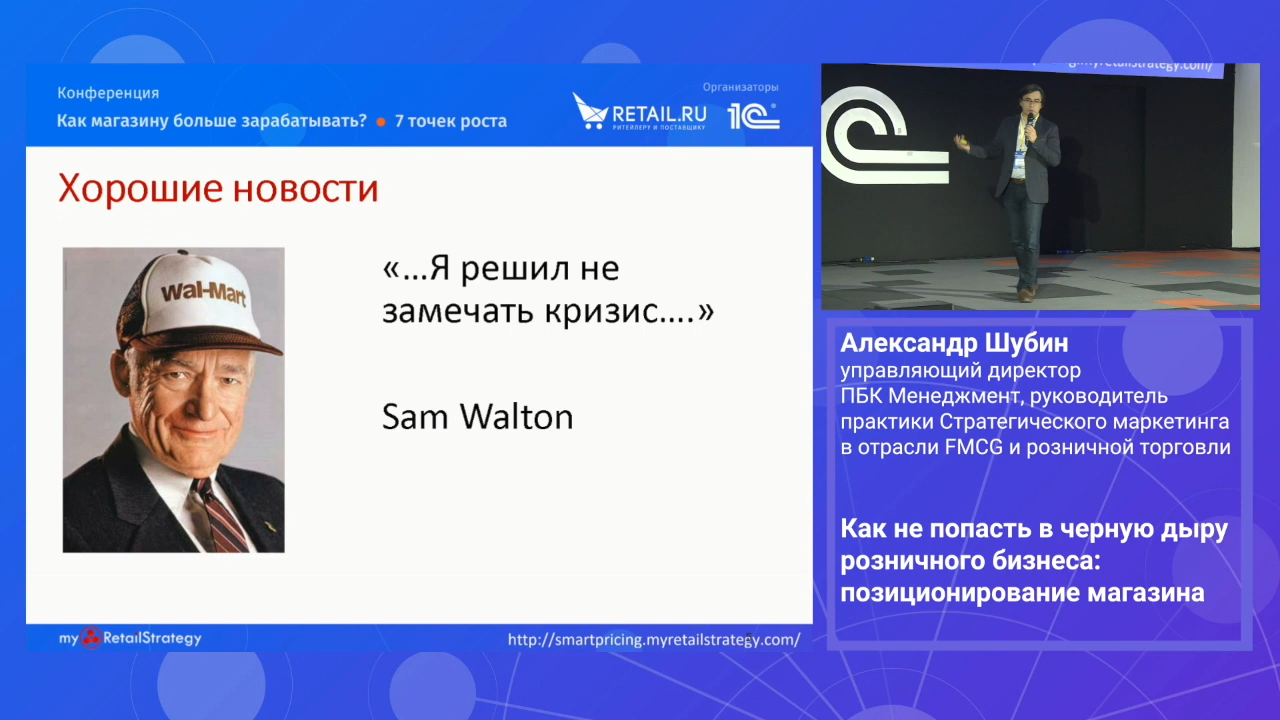 Конференция
Как магазину больше зарабатывать? • 7 точек роста
Организаторы
RETAIL.RU
РИТЕЙЛЕРУ И ПОСТАВЩИКУ
1С
Хорошие новости
Wal-Mart
«…Я решил не
замечать кризис….»
Sam Walton
my RetailStrategy
http://smartpricing.myretailstrategy.com/
myretailstrategy.com/
Александр Шубин
управляющий директор
ПБК Менеджмент, руководитель
практики Стратегического маркетинга
в отрасли FMCG и розничной торговли
Как не попасть в черную дыру
розничного бизнеса:
позиционирование магазина